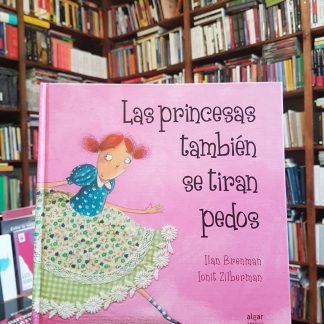 Las princesas
también
se tiran
pedos
Ilan Brenman
Ionit Zilberman
algar